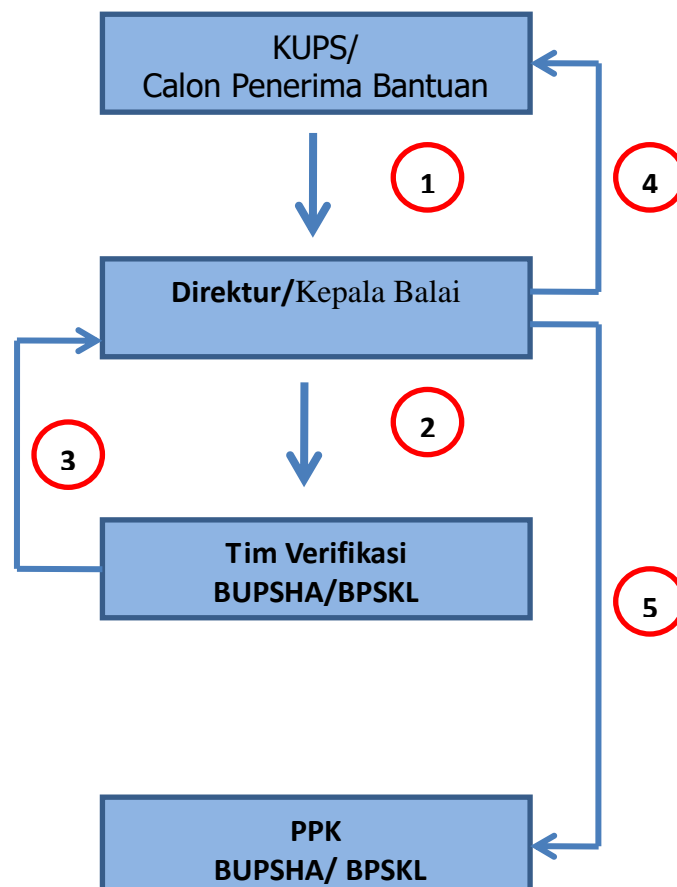 KUPS/
Calon Penerima Bantuan
1
4
Direktur/Kepala Balai
2
3
Tim Verifikasi
BUPSHA/BPSKL
5
PPK
BUPSHA/ BPSKL